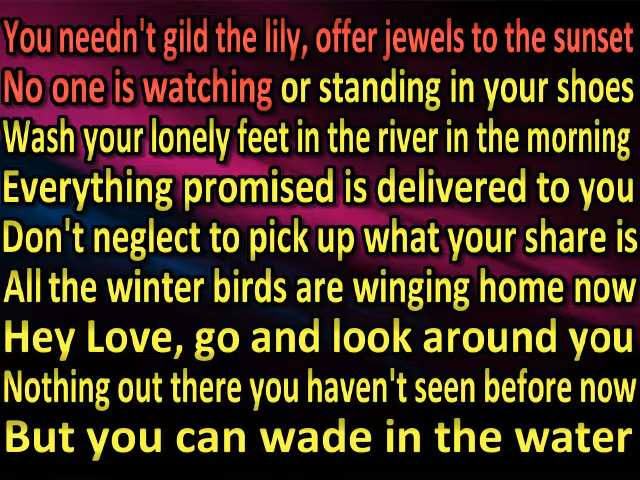 You needn't gild the lily, offer jewels to the sunset
No one is watching or standing in your shoes
Wash your lonely feet in the river in the morning
Everything promised is delivered to you
Don't neglect to pick up what your share is
All the winter birds are winging home now
Hey Love, go and look around you
Nothing out there you haven't seen before now
But you can wade in the water